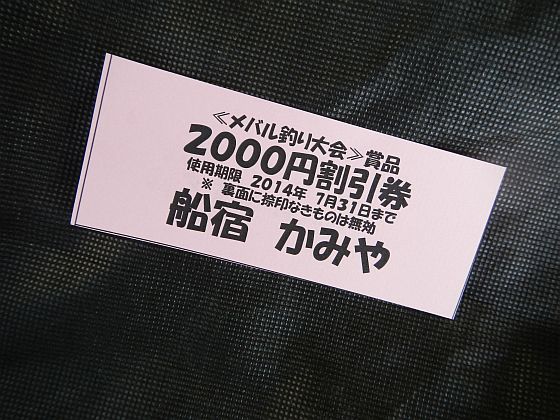 ≪メバル釣り大会≫賞品
2000円割引券
使用期限 2014年 7月31日まで
※ 裏面に捺印なきものは無効
船宿 かみや